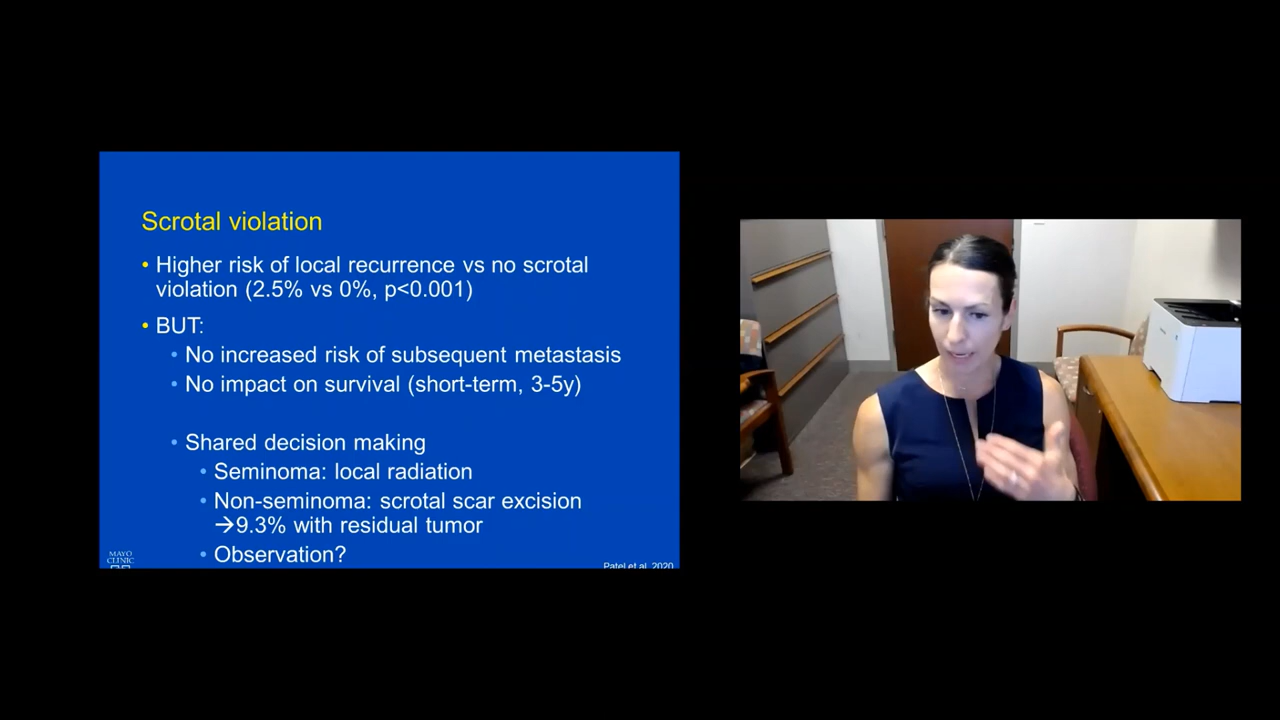 Scrotal violation
• Higher risk of local recurrence vs no scrotal
violation (2.5% vs 0%, p<0.001)
• BUT:
• No increased risk of subsequent metastasis
• No impact on survival (short-term, 3-5y)
• Shared decision making
• Seminoma: local radiation
• Non-seminoma: scrotal scar excision
→9.3% with residual tumor
• Observation?
MAYO
CLINIC
Patel et al. 2020